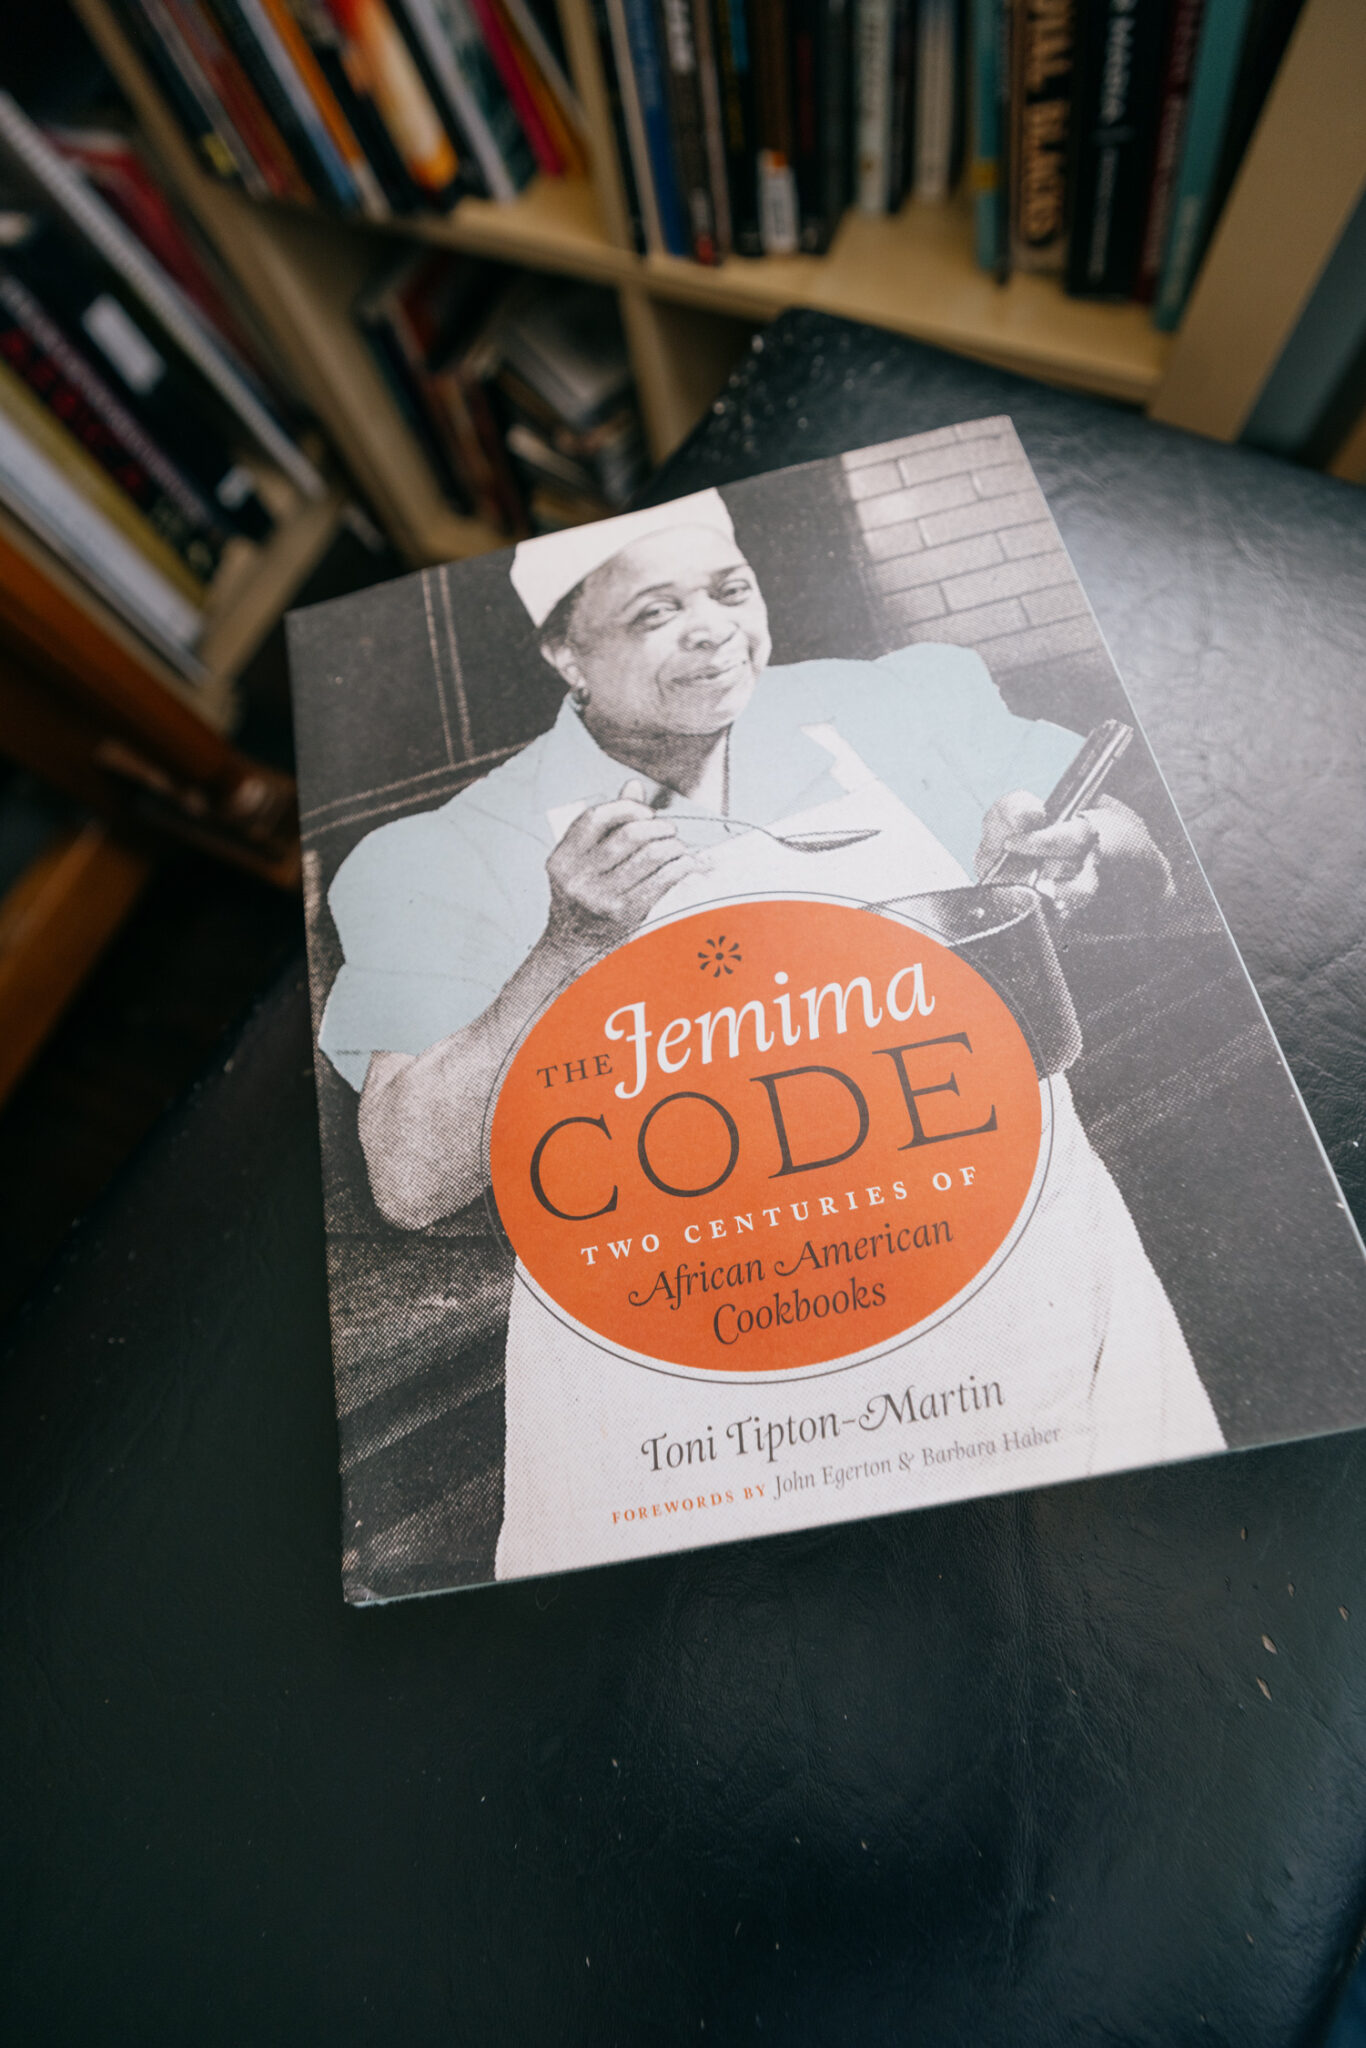 THE Jemima
CODE
TWO CENTURIES OF
African American
Cookbooks
Toni Tipton-Martin
FOREWORDS BY John Egerton & Barbara Haber